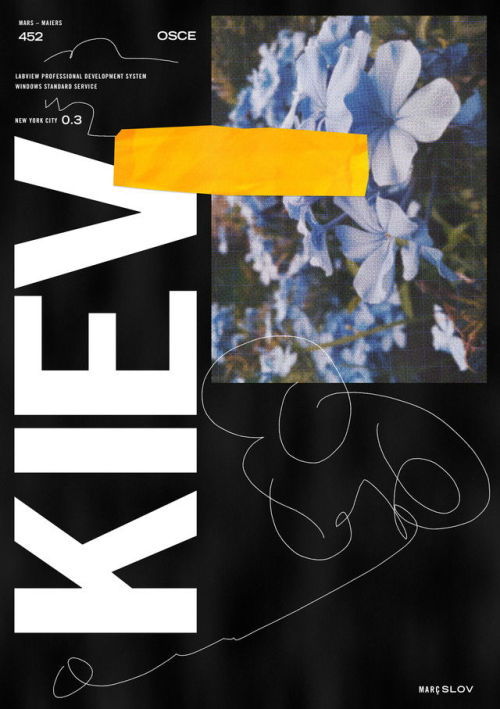 MARS – MAIERS
452
OSCE
LABVIEW PROFESSIONAL DEVELOPMENT SYSTEM
WINDOWS STANDARD SERVICE
NEW YORK CITY 0.3
KIEV
MARÇ SLOV